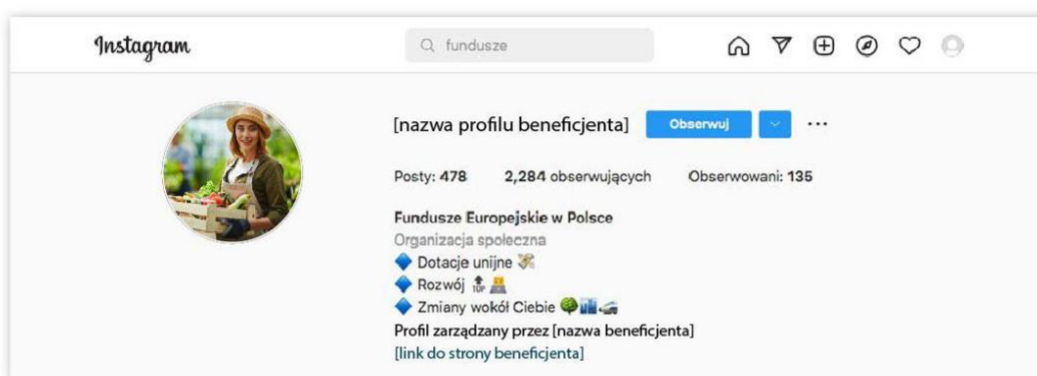 Instagram
fundusze
[nazwa profilu beneficjenta] Obserwuj ...
Posty: 478 2,284 obserwujących Obserwowani: 135
Fundusze Europejskie w Polsce
Organizacja społeczna
🔷 Dotacje unijne 💸
🔷 Rozwój 🔝 👩‍💻
🔷 Zmiany wokół Ciebie 🌳🏙️🚄
Profil zarządzany przez [nazwa beneficjenta]
[link do strony beneficjenta]